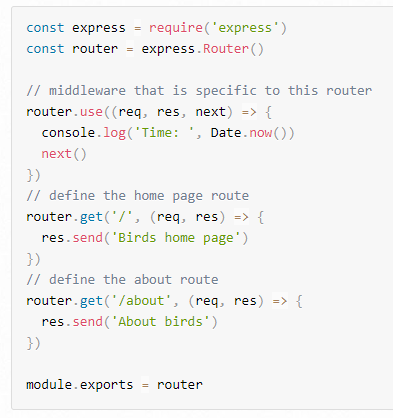 const express = require('express')
const router = express.Router()

// middleware that is specific to this router
router.use((req, res, next) => {
  console.log('Time: ', Date.now())
  next()
})
// define the home page route
router.get('/', (req, res) => {
  res.send('Birds home page')
})
// define the about route
router.get('/about', (req, res) => {
  res.send('About birds')
})

module.exports = router